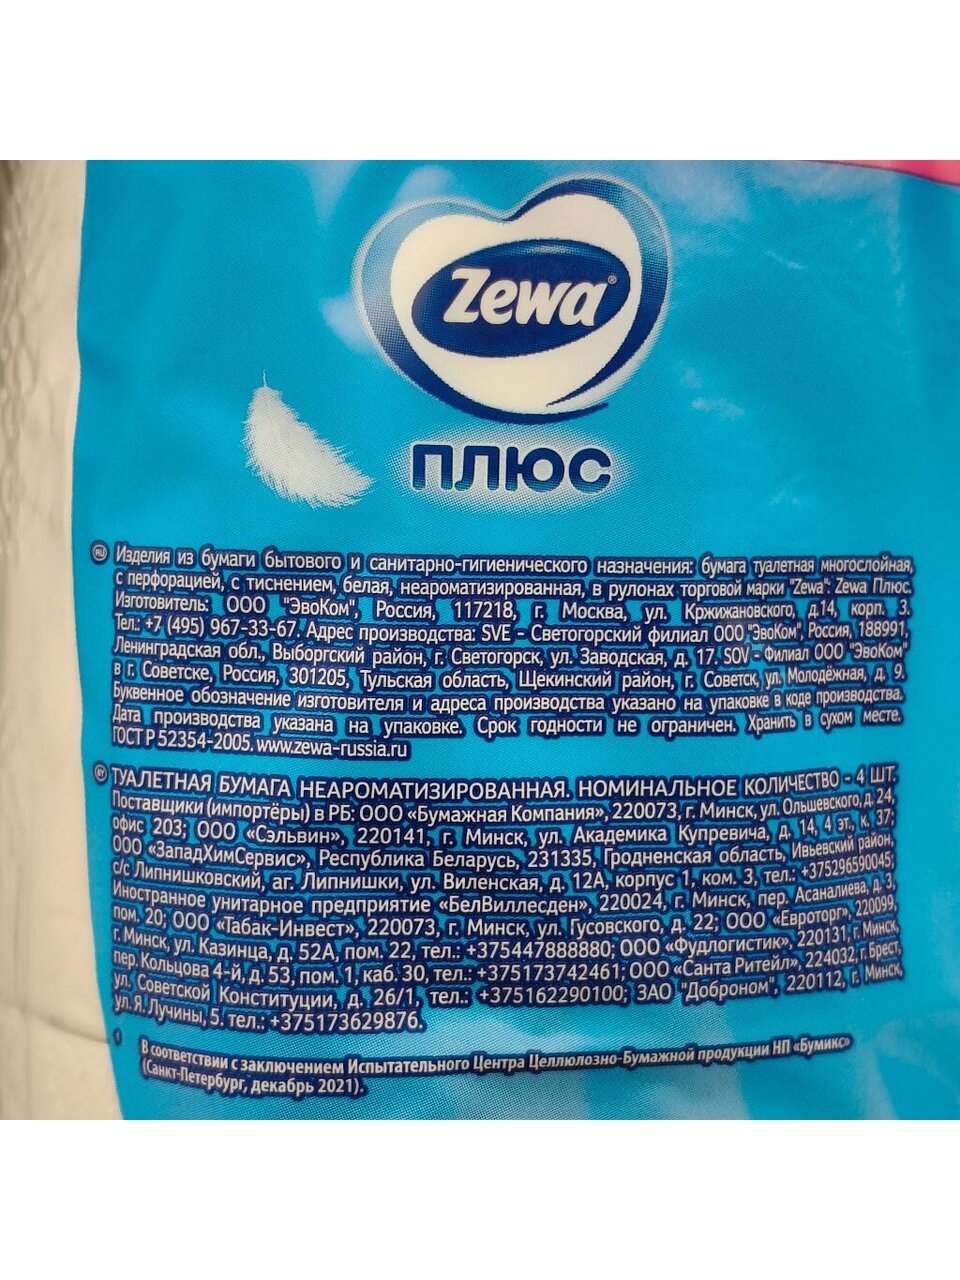 Zewa®
ПЛЮС
RU Изделия из бумаги бытового и санитарно-гигиенического назначения: бумага туалетная многослойная,
с перфорацией, с тиснением, белая, неароматизированная, в рулонах торговой марки "Zewa": Zewa Плюс.
Изготовитель: ООО "ЭвоКом", Россия, 117218, г. Москва, ул. Кржижановского, д.14, корп. 3.
Тел.: +7 (495) 967-33-67. Адрес производства: SVE - Светогорский филиал ООО "ЭвоКом", Россия, 188991,
Ленинградская обл., Выборгский район, г. Светогорск, ул. Заводская, д. 17. SOV - Филиал ООО "ЭвоКом"
в г. Советске, Россия, 301205, Тульская область, Щекинский район, г. Советск, ул. Молодёжная, д. 9.
Буквенное обозначение изготовителя и адреса производства указано на упаковке в коде производства.
Дата производства указана на упаковке. Срок годности не ограничен. Хранить в сухом месте.
ГОСТ Р 52354-2005. www.zewa-russia.ru
BY ТУАЛЕТНАЯ БУМАГА НЕАРОМАТИЗИРОВАННАЯ. НОМИНАЛЬНОЕ КОЛИЧЕСТВО - 4 ШТ.
Поставщики (импортёры) в РБ: ООО «Бумажная Компания», 220073, г. Минск, ул. Ольшевского, д. 24,
офис 203; ООО «Сэльвин», 220141, г. Минск, ул. Академика Купревича, д. 14, 4 эт., к. 37;
ООО «ЗападХимСервис», Республика Беларусь, 231335, Гродненская область, Ивьевский район,
с/с Липнишковский, аг. Липнишки, ул. Виленская, д. 12А, корпус 1, ком. 3, тел.: +375296590045;
Иностранное унитарное предприятие «БелВиллесден», 220024, г. Минск, пер. Асаналиева, д. 3,
пом. 20; ООО «Табак-Инвест», 220073, г. Минск, ул. Гусовского, д. 22; ООО «Евроторг», 220099,
г. Минск, ул. Казинца, д. 52А, пом. 22, тел.: +375447888880; ООО «Фудлогистик», 220131, г. Минск,
пер. Кольцова 4-й, д. 53, пом. 1, каб. 30, тел.: +375173742461; ООО «Санта Ритейл», 224032, г. Брест,
ул. Советской Конституции, д. 26/1, тел.: +375162290100; ЗАО "Доброном", 220112, г. Минск,
ул. Я. Лучины, 5. тел.: +375173629876.
1 В соответствии с заключением Испытательного Центра Целлюлозно-Бумажной продукции НП «Бумикс»
(Санкт-Петербург, декабрь 2021).